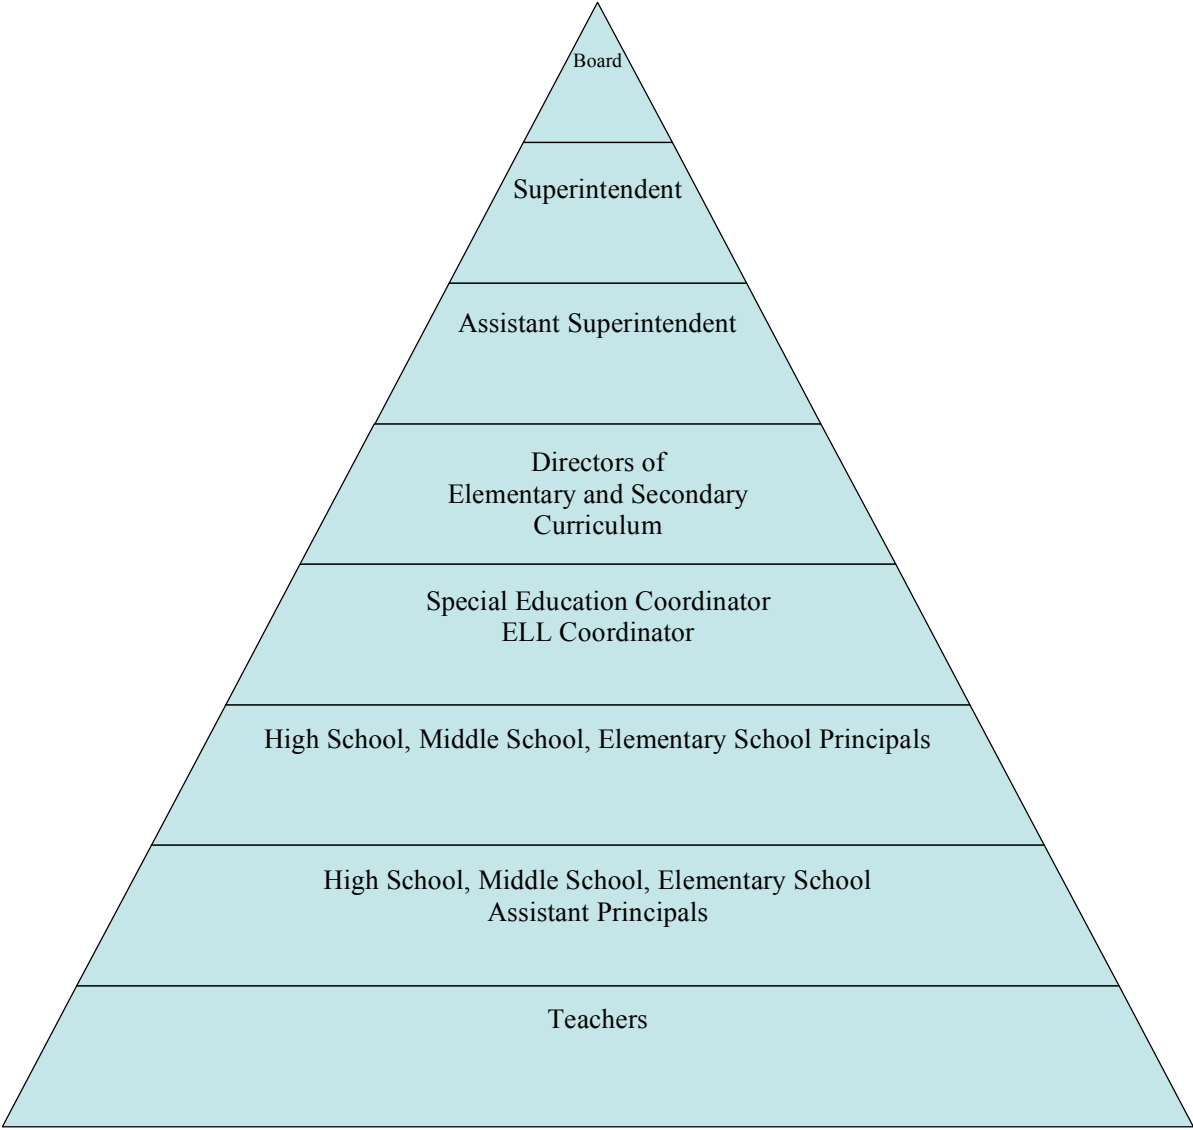 Board
Superintendent
Assistant Superintendent
Directors of
Elementary and Secondary
Curriculum
Special Education Coordinator
ELL Coordinator
High School, Middle School, Elementary School Principals
High School, Middle School, Elementary School
Assistant Principals
Teachers